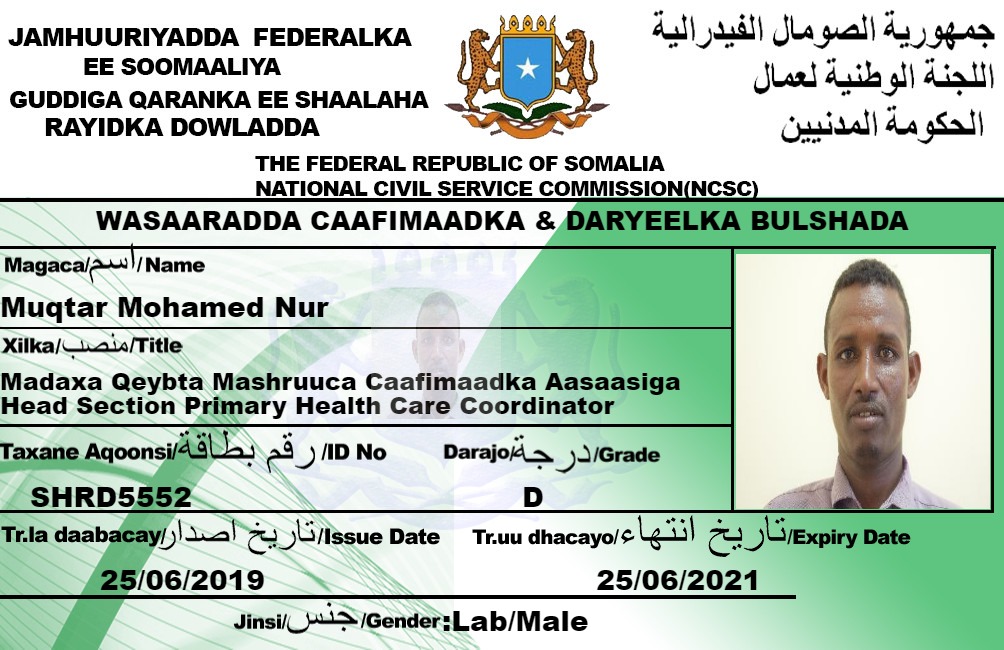 JAMHUURIYADDA FEDERALKA
EE SOOMAALIYA
GUDDIGA QARANKA EE SHAALAHA
RAYIDKA DOWLADDA
جمهورية الصومال الفيدرالية
اللجنة الوطنية لعمال
الحكومة المدنيين
THE FEDERAL REPUBLIC OF SOMALIA
NATIONAL CIVIL SERVICE COMMISSION(NCSC)
WASAARADDA CAAFIMAADKA & DARYEELKA BULSHADA
Magaca/اسم/Name
Muqtar Mohamed Nur
Xilka/منصب/Title
Madaxa Qeybta Mashruuca Caafimaadka Aasaasiga
Head Section Primary Health Care Coordinator
Taxane Aqoonsi/رقم بطاقة/ID No Darajo/درجة/Grade
SHRD5552 D
Tr.la daabacay/تاريخ اصدار/Issue Date Tr.uu dhacayo/تاريخ انتهاء/Expiry Date
25/06/2019 25/06/2021
Jinsi/جنس/Gender:Lab/Male